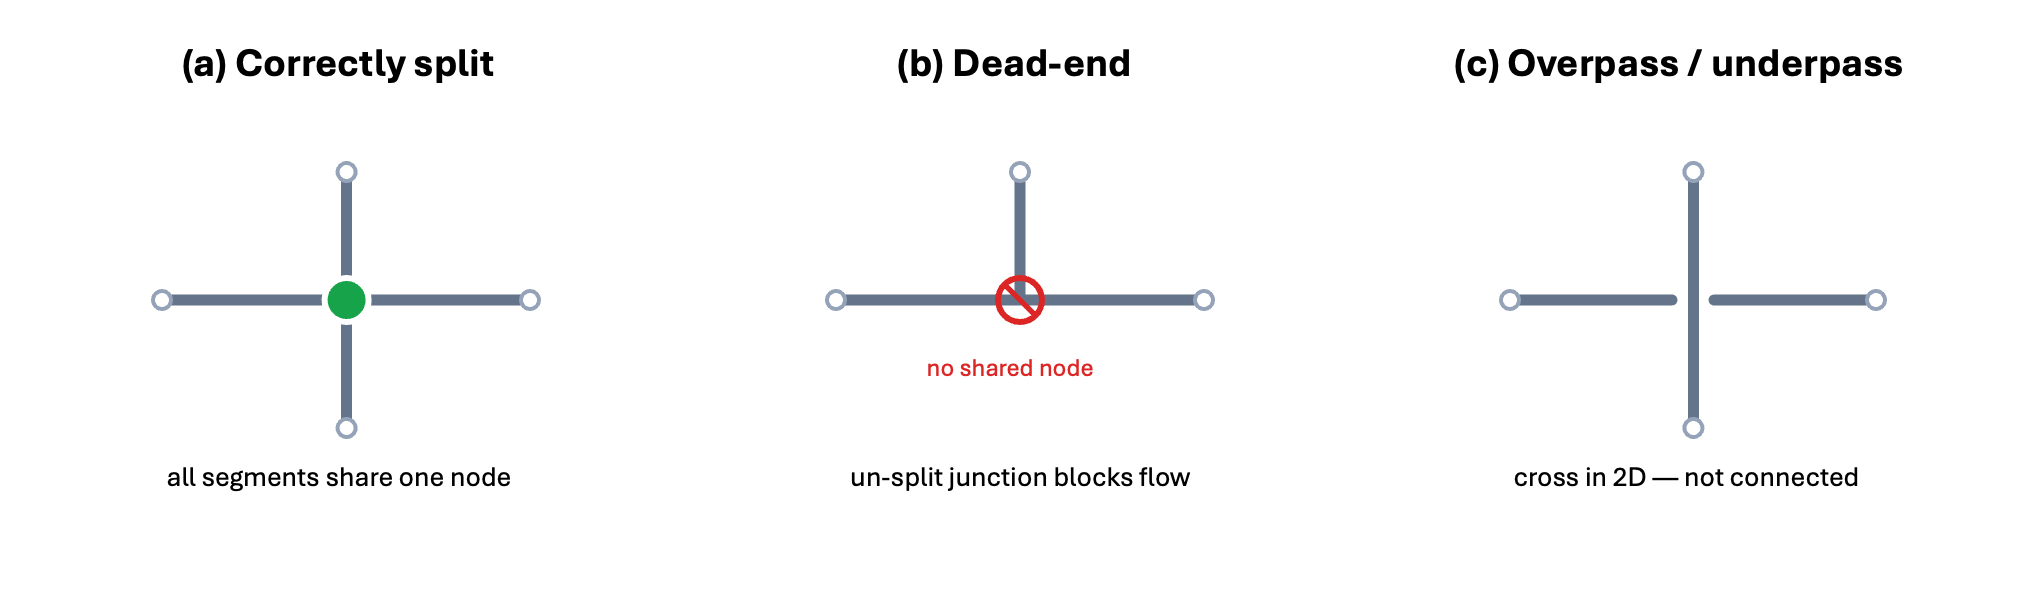 (a) Correctly split
(b) Dead-end
(c) Overpass / underpass
no shared node
all segments share one node
un-split junction blocks flow
cross in 2D — not connected